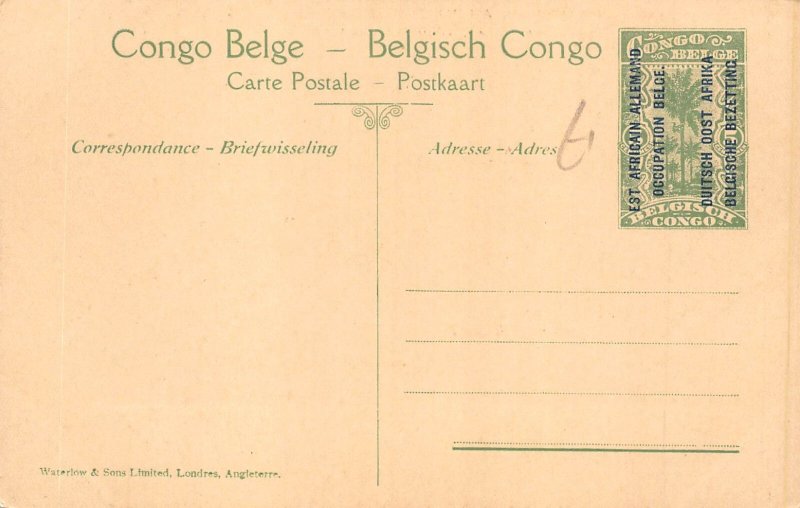 Congo Belge – Belgisch Congo
Carte Postale – Postkaart
Correspondance – Briefwisseling
Adresse – Adres
CONGO
BELGE
EST AFRICAIN ALLEMAND
OCCUPATION BELGE.
DUITSCH OOST AFRIKA
BELGISCHE BEZETTING.
BELGISCH
CONGO
Waterlow & Sons Limited, Londres, Angleterre.